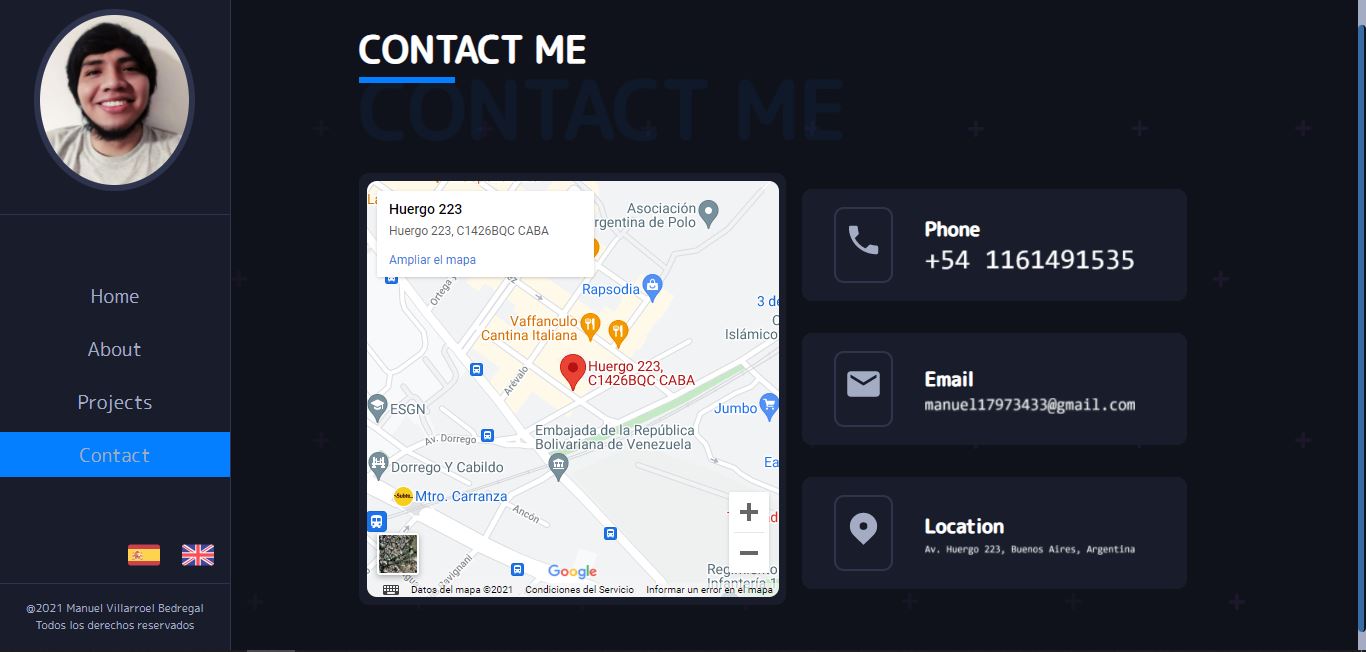 Home
About
Projects
Contact
@2021 Manuel Villarroel Bedregal
Todos los derechos reservados
CONTACT ME
CONTACT ME
Huergo 223
Huergo 223, C1426BQC CABA
Ampliar el mapa
Asociación
rgentina de Polo
Ortega
Rapsodia
3 de
Islámico
Vaffanculo
Cantina Italiana
Huergo 223,
C1426BQC CABA
Arévalo
ESGN
Jumbo
Av. Dorrego
Embajada de la República
Bolivariana de Venezuela
Dorrego Y Cabildo
Subte
Mtro. Carranza
Ancón
Google
Infantería 1
Datos del mapa ©2021
Condiciones del Servicio
Informar un error en el mapa
Phone
+54 1161491535
Email
manuel17973433@gmail.com
Location
Av. Huergo 223, Buenos Aires, Argentina